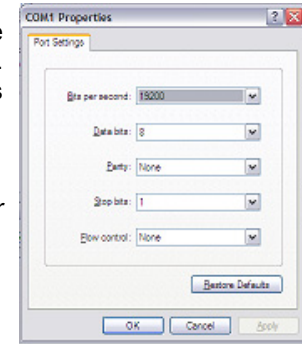 COM1 Properties
Port Settings
Bits per second: 19200
Data bits: 8
Parity: None
Stop bits: 1
Flow control: None
Restore Defaults
OK Cancel Apply